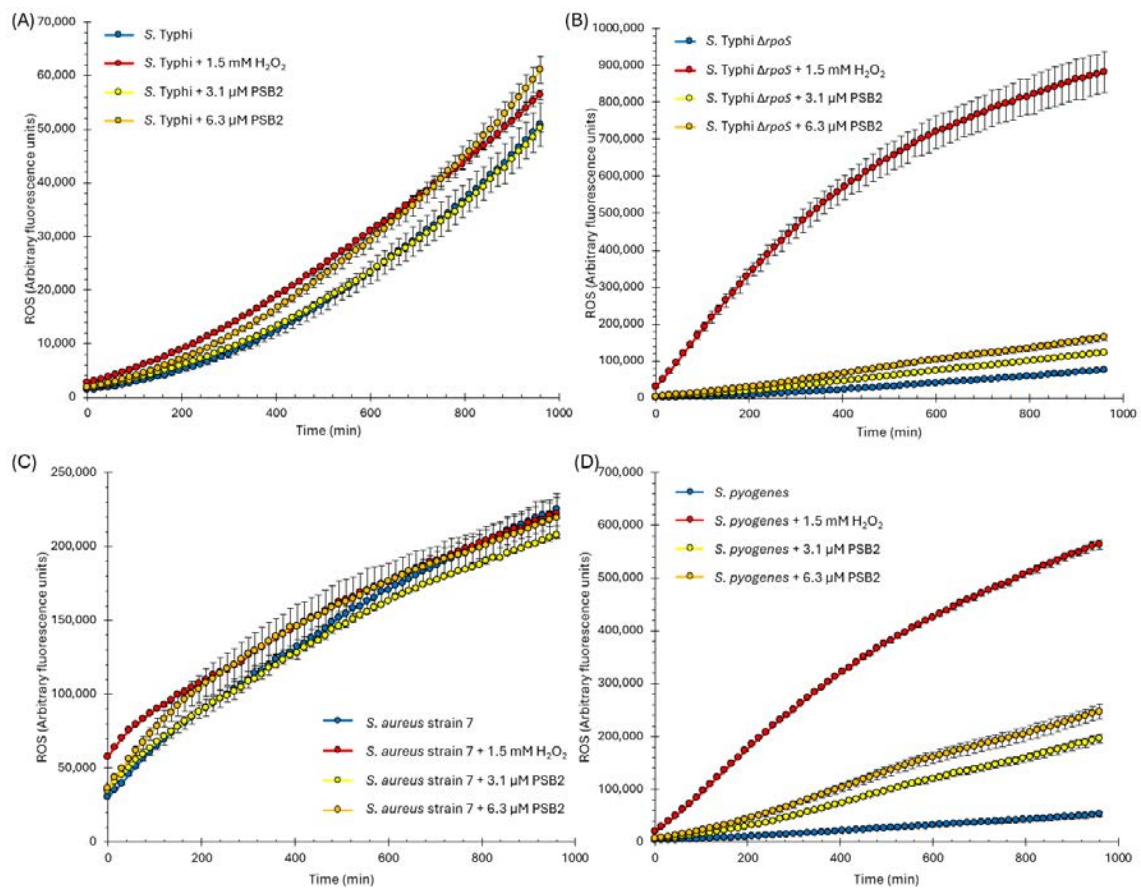 (A)
70,000
60,000
50,000
40,000
30,000
20,000
10,000
0
ROS (Arbitrary fluorescence units)
S. Typhi
S. Typhi + 1.5 mM H₂O₂
S. Typhi + 3.1 µM PSB2
S. Typhi + 6.3 µM PSB2
0 200 400 600 800 1000
Time (min)
(B)
1,000,000
900,000
800,000
700,000
600,000
500,000
400,000
300,000
200,000
100,000
0
ROS (Arbitrary fluorescence units)
S. Typhi ΔrpoS
S. Typhi ΔrpoS + 1.5 mM H₂O₂
S. Typhi ΔrpoS + 3.1 µM PSB2
S. Typhi ΔrpoS + 6.3 µM PSB2
0 200 400 600 800 1000
Time (min)
(C)
250,000
200,000
150,000
100,000
50,000
0
ROS (Arbitrary fluorescence units)
S. aureus strain 7
S. aureus strain 7 + 1.5 mM H₂O₂
S. aureus strain 7 + 3.1 µM PSB2
S. aureus strain 7 + 6.3 µM PSB2
0 200 400 600 800 1000
Time (min)
(D)
700,000
600,000
500,000
400,000
300,000
200,000
100,000
0
ROS (Arbitrary fluorescence units)
S. pyogenes
S. pyogenes + 1.5 mM H₂O₂
S. pyogenes + 3.1 µM PSB2
S. pyogenes + 6.3 µM PSB2
0 200 400 600 800 1000
Time (min)